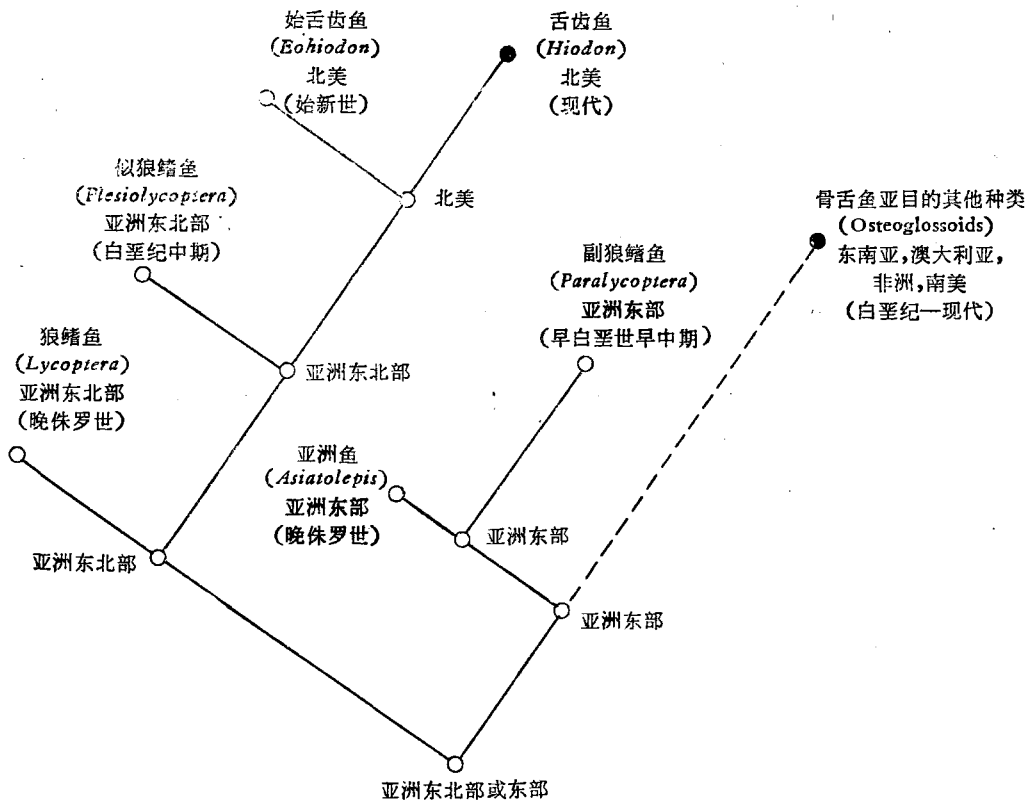 始舌齿鱼
(Eohiodon)
北美
(始新世)
舌齿鱼
(Hiodon)
北美
(现代)
似狼鳍鱼
(Plesiolycoptera)
亚洲东北部
(白垩纪中期)
北美
骨舌鱼亚目的其他种类
(Osteoglossoids)
东南亚,澳大利亚,
非洲,南美
(白垩纪一现代)
副狼鳍鱼
(Paralycoptera)
亚洲东部
(早白垩世早中期)
狼鳍鱼
(Lycoptera)
亚洲东北部
(晚侏罗世)
亚洲东北部
亚洲鱼
(Asiatolepis)
亚洲东部
(晚侏罗世)
亚洲东部
亚洲东北部
亚洲东部
亚洲东北部或东部